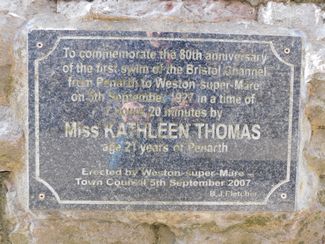 To commemorate the 80th anniversary
of the first swim of the Bristol Channel
from Penarth to Weston-super-Mare
on 5th September 1927 in a time of
20 minutes by
Miss KATHLEEN THOMAS
age 21 years of Penarth
Erected by Weston-super-Mare
Town Council 5th September 2007
B.J.Fletcher